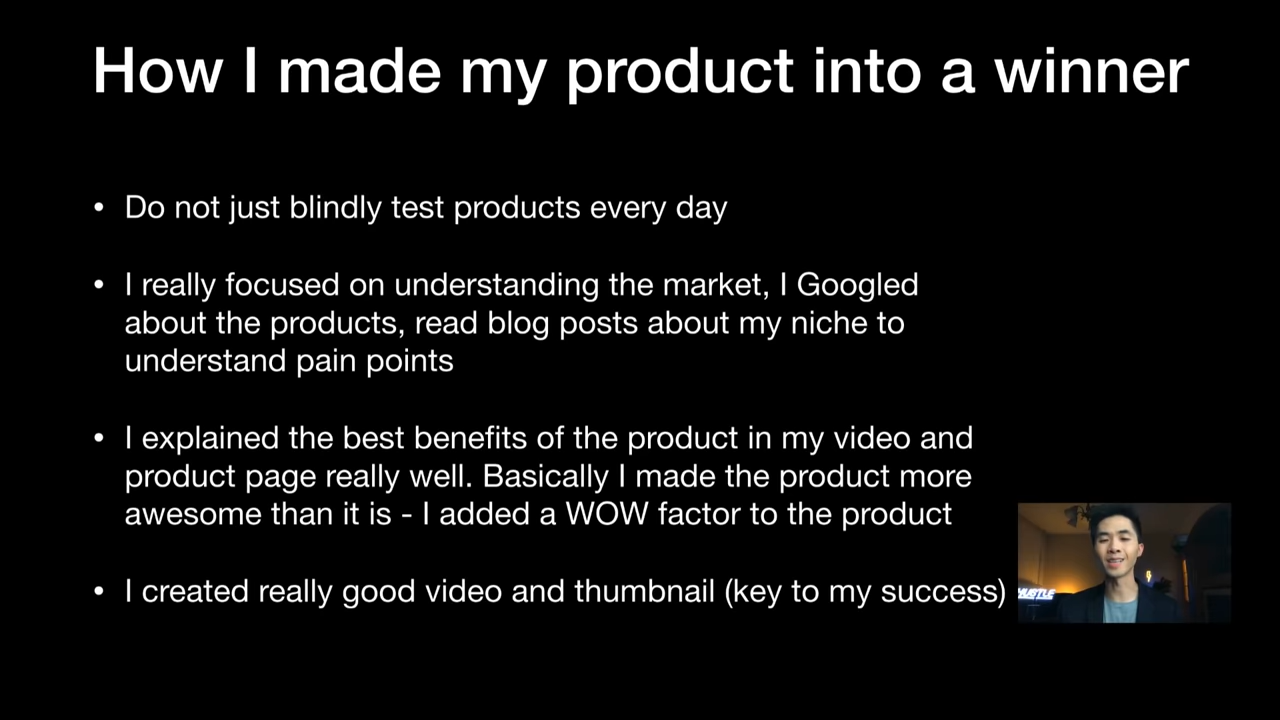 How I made my product into a winner
• Do not just blindly test products every day
• I really focused on understanding the market, I Googled
about the products, read blog posts about my niche to
understand pain points
• I explained the best benefits of the product in my video and
product page really well. Basically I made the product more
awesome than it is - I added a WOW factor to the product
• I created really good video and thumbnail (key to my success)
HUSTLE